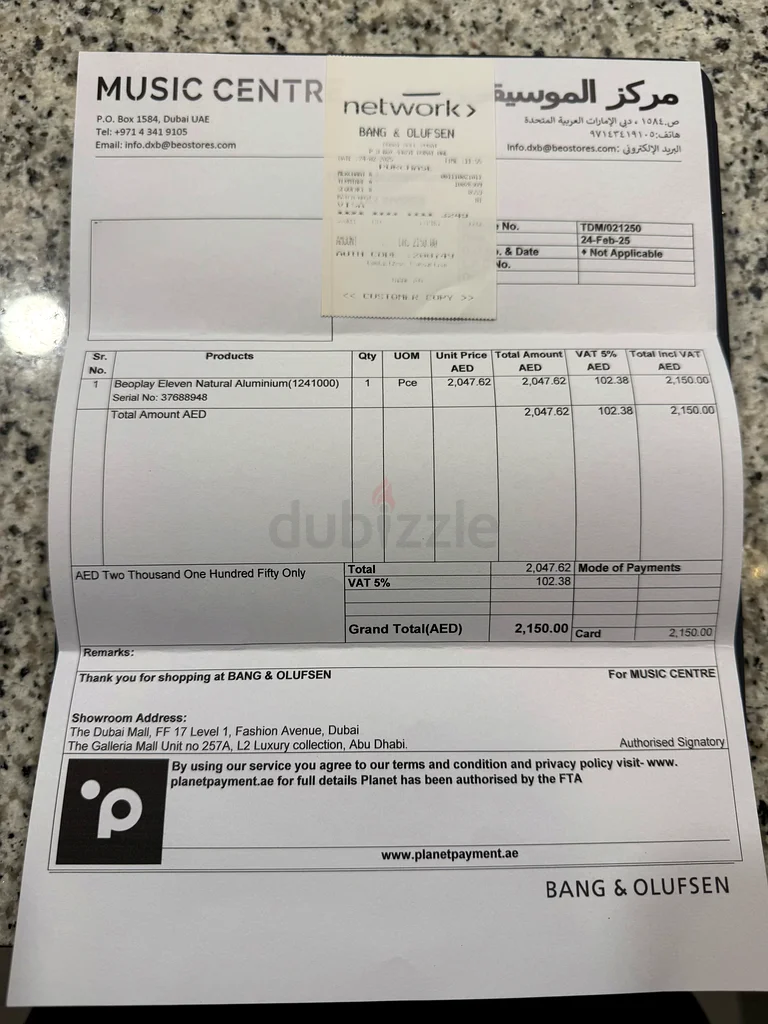 MUSIC CENTR
مركز الموسيق
P.O. Box 1584, Dubai UAE
Tel: +971 4 341 9105
Email: info.dxb@beostores.com
ص.ب ١٥٨٤ ، دبي الإمارات العربية المتحدة
هاتف: ٩٧١٤٣٤١٩١٠٥
البريد الإلكتروني: Info.dxb@beostores.com
network>
BANG & OLUFSEN
PURCHASE
VISA
3249
AMOUNT
AUTH CODE
<< CUSTOMER COPY >>
No. TDM/021250
24-Feb-25
. & Date + Not Applicable
No.
Sr. No. Products Qty UOM Unit Price AED Total Amount AED VAT 5% AED Total Incl VAT AED
1 Beoplay Eleven Natural Aluminium(1241000) 1 Pce 2,047.62 2,047.62 102.38 2,150.00
Serial No: 37688948
Total Amount AED 2,047.62 102.38 2,150.00
dubizzle
AED Two Thousand One Hundred Fifty Only
Total 2,047.62 Mode of Payments
VAT 5% 102.38
Grand Total(AED) 2,150.00 Card 2,150.00
Remarks:
Thank you for shopping at BANG & OLUFSEN For MUSIC CENTRE
Showroom Address:
The Dubai Mall, FF 17 Level 1, Fashion Avenue, Dubai
The Galleria Mall Unit no 257A, L2 Luxury collection, Abu Dhabi. Authorised Signatory
By using our service you agree to our terms and condition and privacy policy visit- www.
planetpayment.ae for full details Planet has been authorised by the FTA
www.planetpayment.ae
BANG & OLUFSEN